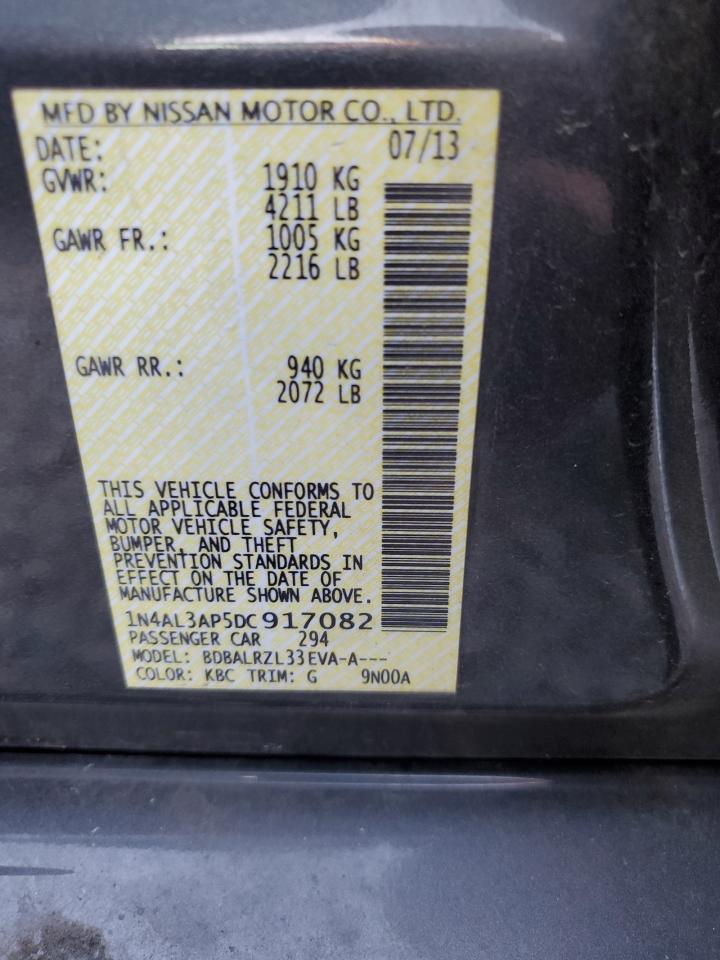 MFD BY NISSAN MOTOR CO., LTD.
DATE: 07/13
GVWR: 1910 KG
4211 LB
GAWR FR.: 1005 KG
2216 LB
GAWR RR.: 940 KG
2072 LB
THIS VEHICLE CONFORMS TO
ALL APPLICABLE FEDERAL
MOTOR VEHICLE SAFETY,
BUMPER, AND THEFT
PREVENTION STANDARDS IN
EFFECT ON THE DATE OF
MANUFACTURE SHOWN ABOVE.
1N4AL3AP5DC917082
PASSENGER CAR 294
MODEL: BDBALRZL33EVA-A---
COLOR: KBC TRIM: G 9N00A